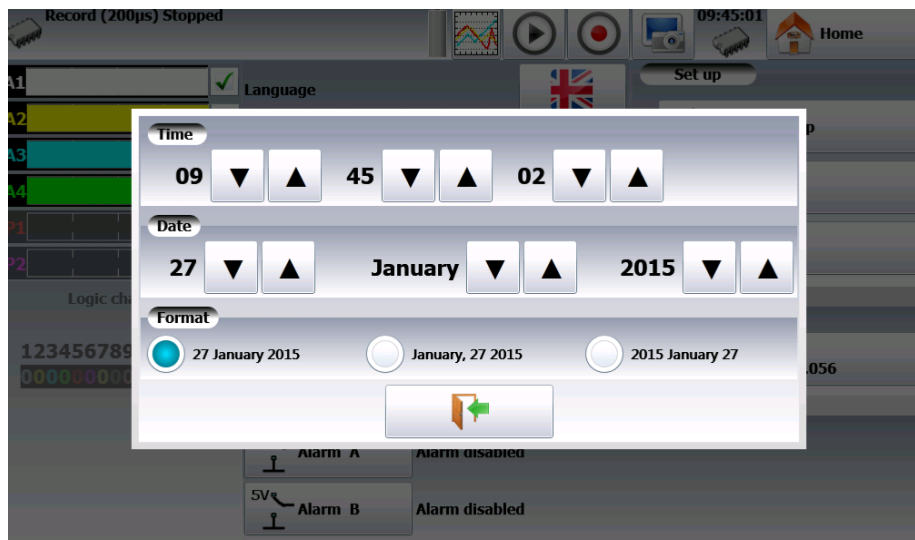 Record (200µs) Stopped
09:45:01
Home
A1
Language
Set up
A2
A3
A4
P1
P2
Logic cha
123456789
000000000
Time
09 ▼ ▲ 45 ▼ ▲ 02 ▼ ▲
Date
27 ▼ ▲ January ▼ ▲ 2015 ▼ ▲
Format
27 January 2015
January, 27 2015
2015 January 27
p
.056
Alarm A
Alarm disabled
5V
Alarm B
Alarm disabled